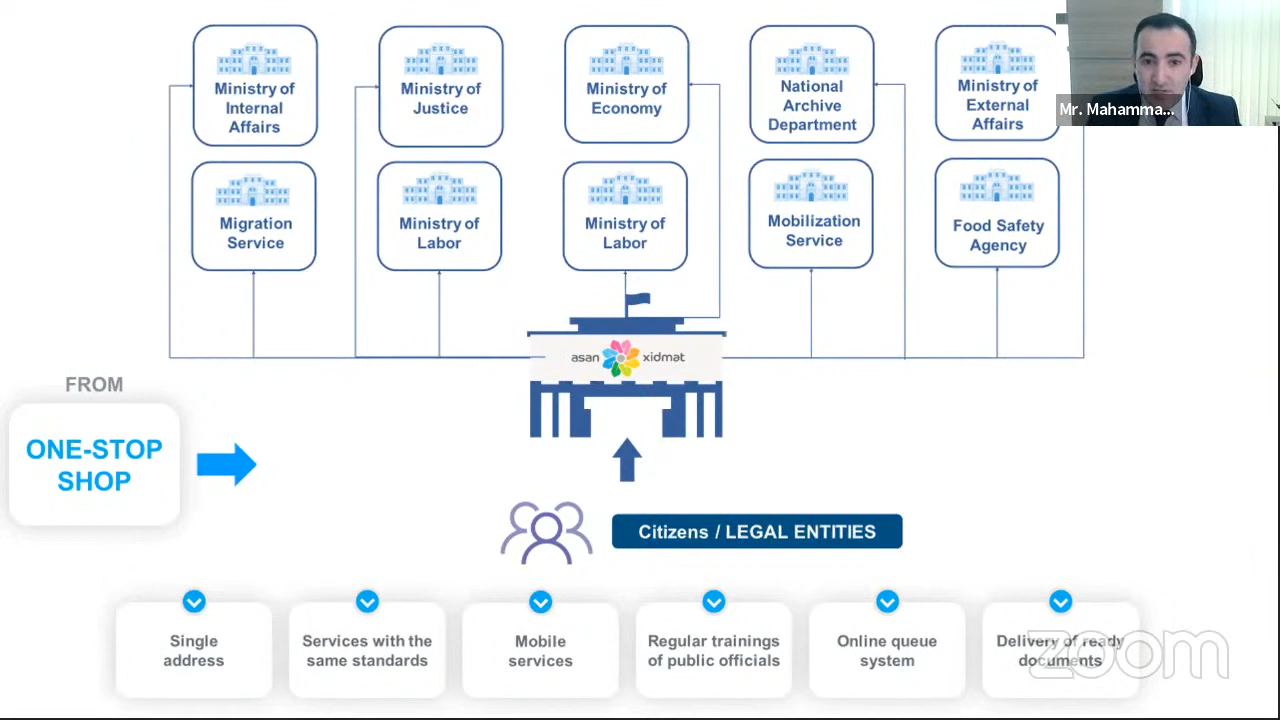 Ministry of
Internal
Affairs
Ministry of
Justice
Ministry of
Economy
National
Archive
Department
Ministry of
External
Affairs
Mr. Mahamma...
Migration
Service
Ministry of
Labor
Ministry of
Labor
Mobilization
Service
Food Safety
Agency
asan xidmat
FROM
ONE-STOP
SHOP
Citizens / LEGAL ENTITIES
Single
address
Services with the
same standards
Mobile
services
Regular trainings
of public officials
Online queue
system
Delivery of ready
documents
zoom